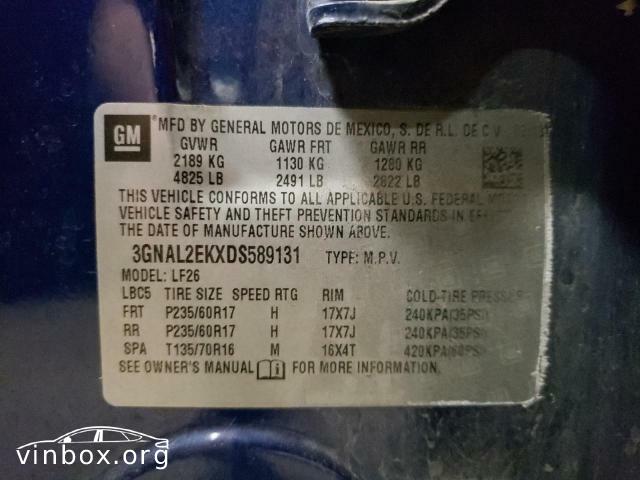 GM
MFD BY GENERAL MOTORS DE MEXICO, S. DE R.L. DE C V
GVWR GAWR FRT GAWR RR
2189 KG 1130 KG 1280 KG
4825 LB 2491 LB 2822 LB
THIS VEHICLE CONFORMS TO ALL APPLICABLE U.S. FEDERAL MOTOR
VEHICLE SAFETY AND THEFT PREVENTION STANDARDS IN EFFECT
THE DATE OF MANUFACTURE SHOWN ABOVE.
3GNAL2EKXDS589131 TYPE: M.P.V.
MODEL: LF26
LBC5 TIRE SIZE SPEED RTG RIM COLD TIRE PRESSURE
FRT P235/60R17 H 17X7J 240KPA(35PSI)
RR P235/60R17 H 17X7J 240KPA(35PSI)
SPA T135/70R16 M 16X4T 420KPA(60PSI)
SEE OWNER'S MANUAL i FOR MORE INFORMATION.
vinbox.org